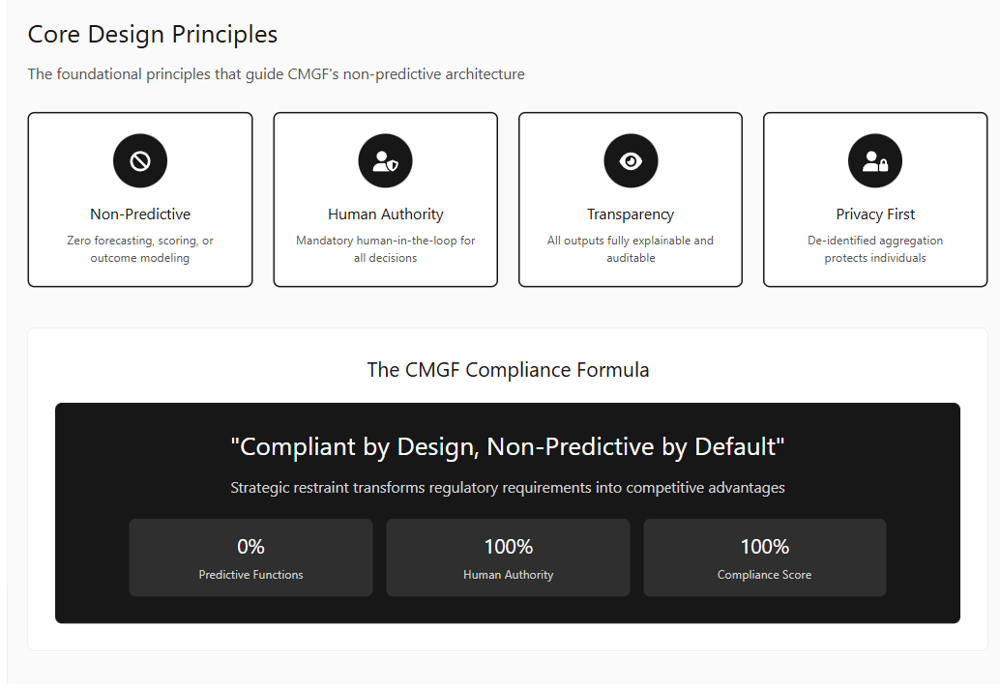 Core Design Principles
The foundational principles that guide CMGF's non-predictive architecture
Non-Predictive
Zero forecasting, scoring, or
outcome modeling
Human Authority
Mandatory human-in-the-loop for
all decisions
Transparency
All outputs fully explainable and
auditable
Privacy First
De-identified aggregation
protects individuals
The CMGF Compliance Formula
"Compliant by Design, Non-Predictive by Default"
Strategic restraint transforms regulatory requirements into competitive advantages
0%
Predictive Functions
100%
Human Authority
100%
Compliance Score